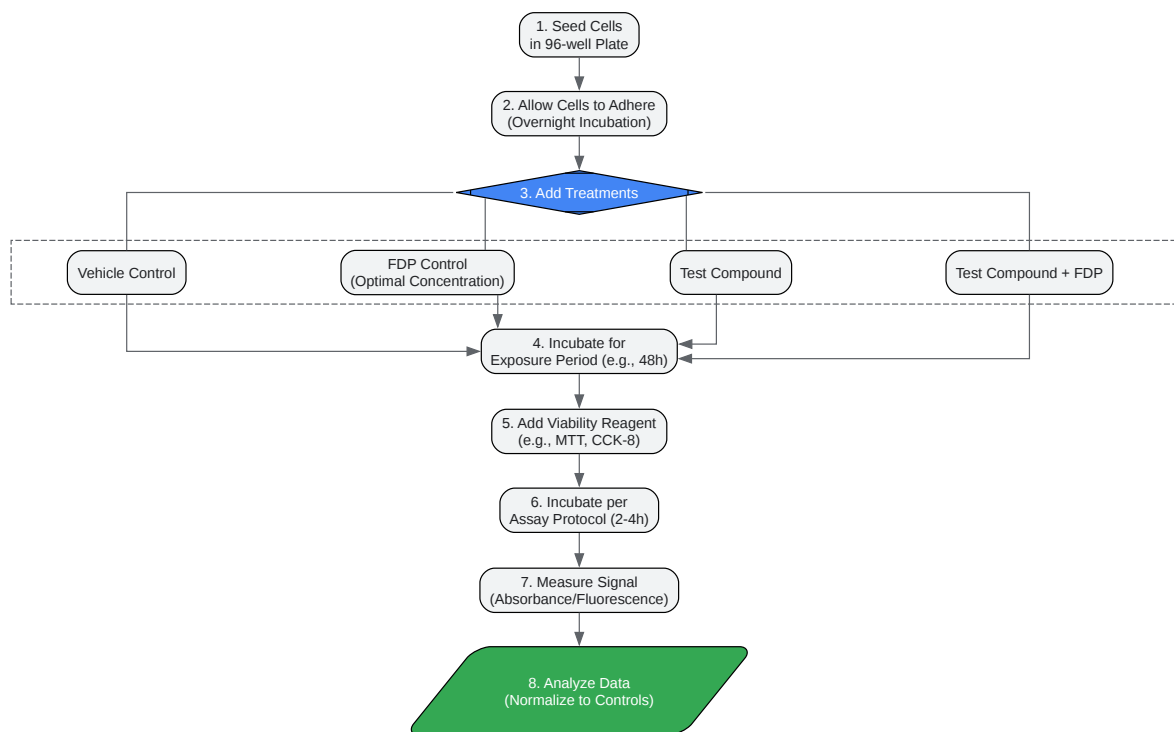 1. Seed Cells
in 96-well Plate
2. Allow Cells to Adhere
(Overnight Incubation)
3. Add Treatments
Vehicle Control
FDP Control
(Optimal Concentration)
Test Compound
Test Compound + FDP
4. Incubate for
Exposure Period (e.g., 48h)
5. Add Viability Reagent
(e.g., MTT, CCK-8)
6. Incubate per
Assay Protocol (2-4h)
7. Measure Signal
(Absorbance/Fluorescence)
8. Analyze Data
(Normalize to Controls)